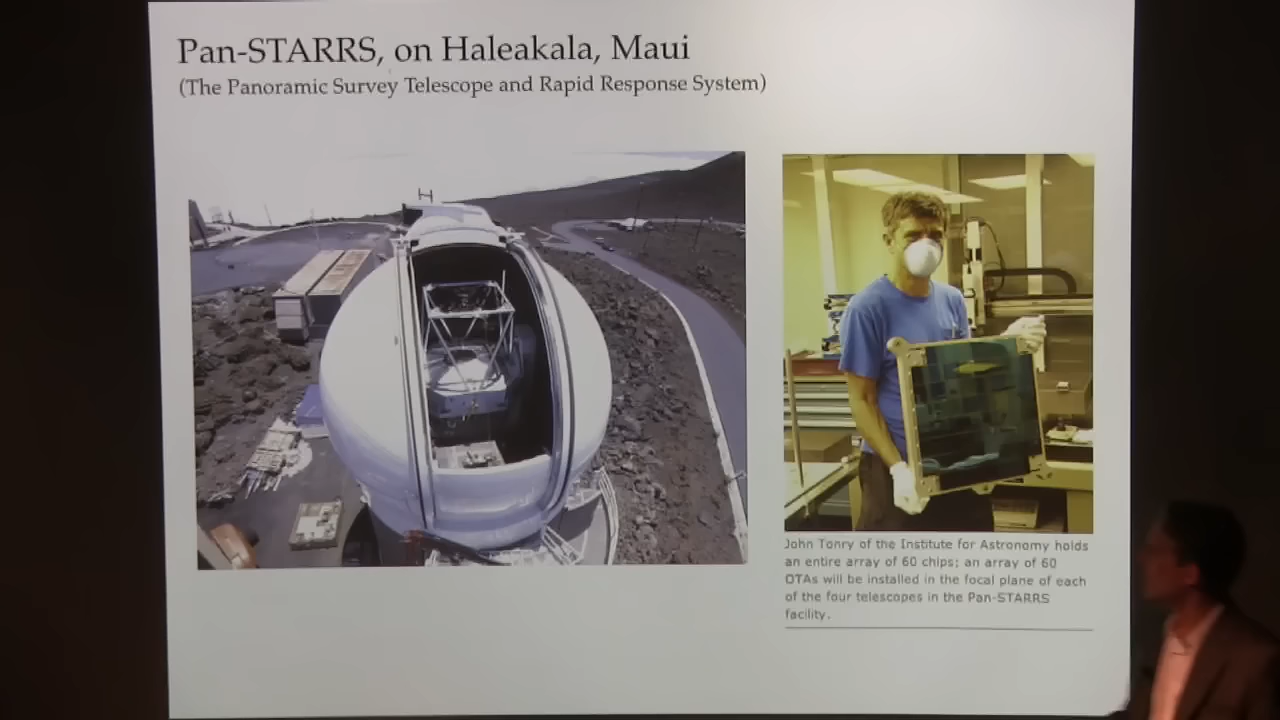 Pan-STARRS, on Haleakala, Maui
(The Panoramic Survey Telescope and Rapid Response System)
John Tonry of the Institute for Astronomy holds
an entire array of 60 chips; an array of 60
OTAs will be installed in the focal plane of each
of the four telescopes in the Pan-STARRS
facility.